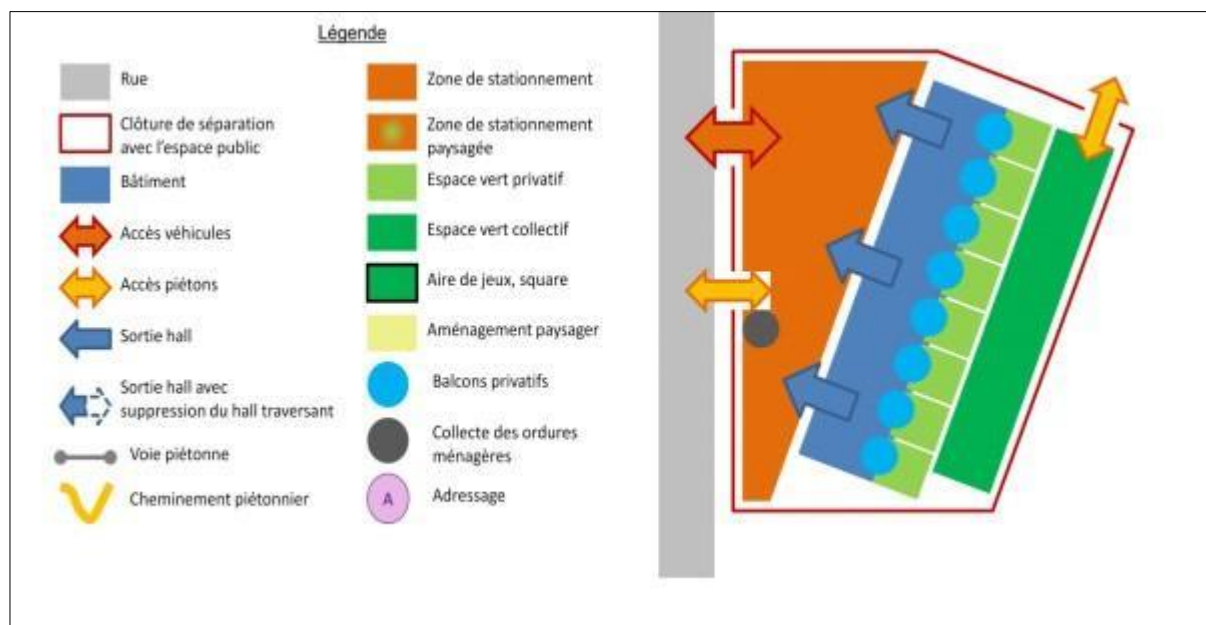 Légende
Rue
Clôture de séparation
avec l'espace public
Bâtiment
Accès véhicules
Accès piétons
Sortie hall
Sortie hall avec
suppression du hall traversant
Voie piétonne
Cheminement piétonnier
Zone de stationnement
Zone de stationnement
paysagée
Espace vert privatif
Espace vert collectif
Aire de jeux, square
Aménagement paysager
Balcons privatifs
Collecte des ordures
ménagères
A
Adressage